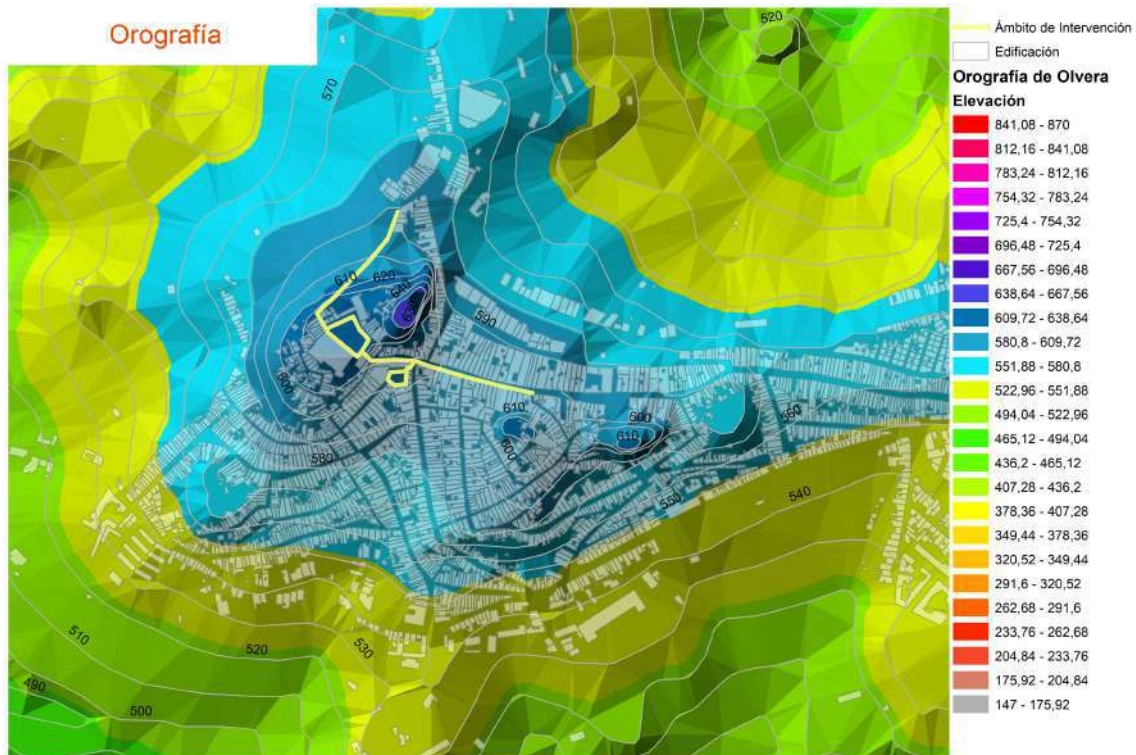 Orografía
Ámbito de Intervención
Edificación
Orografía de Olvera
Elevación
841,08 - 870
812,16 - 841,08
783,24 - 812,16
754,32 - 783,24
725,4 - 754,32
696,48 - 725,4
667,56 - 696,48
638,64 - 667,56
609,72 - 638,64
580,8 - 609,72
551,88 - 580,8
522,96 - 551,88
494,04 - 522,96
465,12 - 494,04
436,2 - 465,12
407,28 - 436,2
378,36 - 407,28
349,44 - 378,36
320,52 - 349,44
291,6 - 320,52
262,68 - 291,6
233,76 - 262,68
204,84 - 233,76
175,92 - 204,84
147 - 175,92
520
570
610
620
640
630
590
600
610
600
610
600
560
580
550
540
510
520
530
490
500